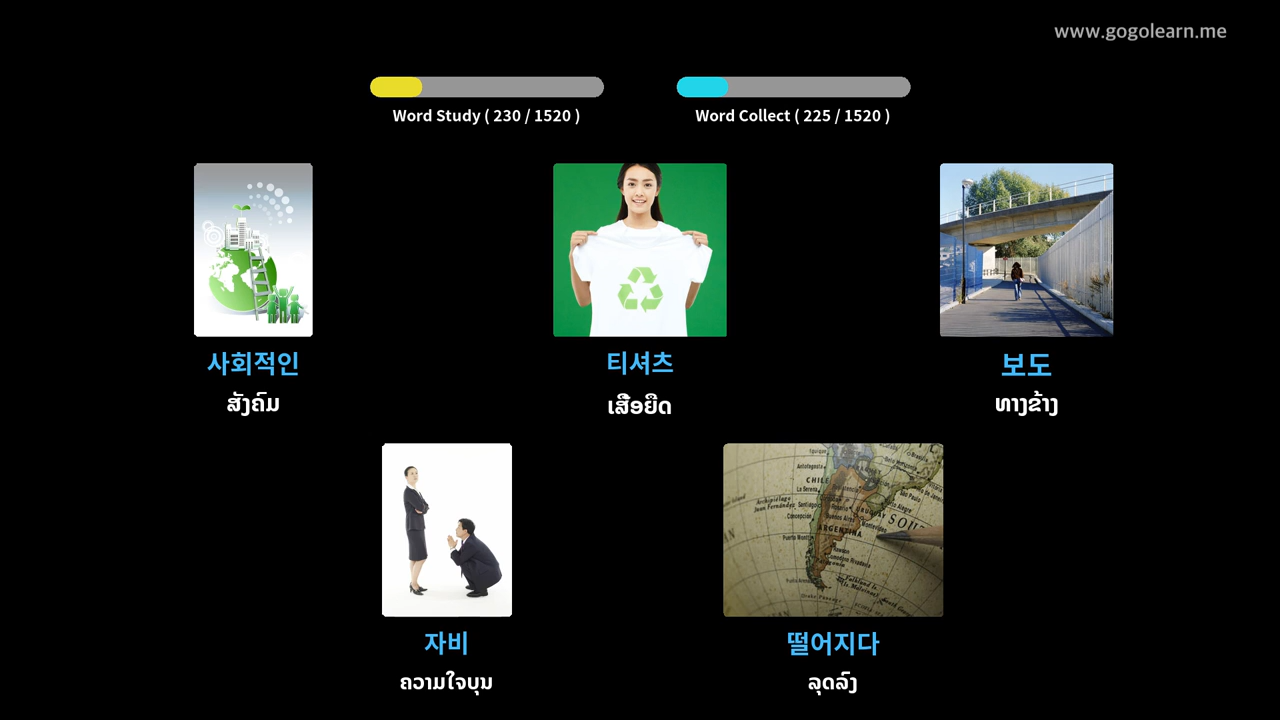 www.gogolearn.me
Word Study ( 230 / 1520 )
Word Collect ( 225 / 1520 )
사회적인
ສັງຄົມ
티셔츠
ເສື້ອຍືດ
보도
ທາງຂ້າງ
CHILE
ARGENTINA
자비
ຄວາມໃຈບຸນ
떨어지다
ລຸດລົງ